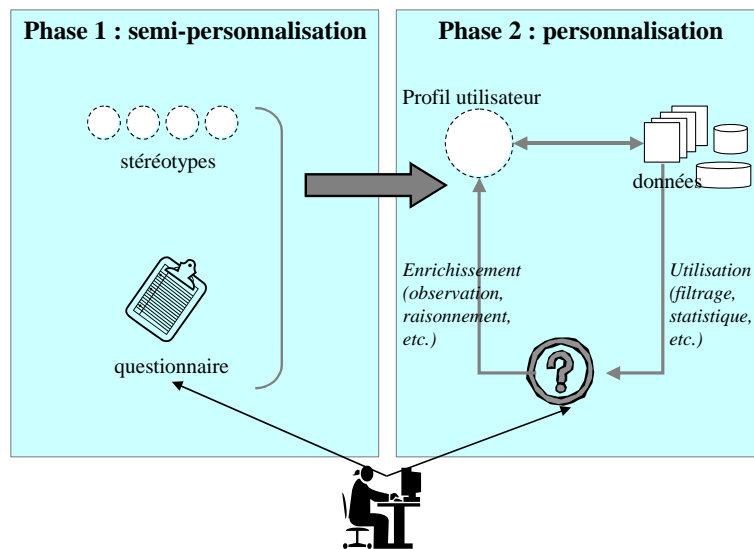 Phase 1 : semi-personnalisation
stéréotypes
questionnaire
Phase 2 : personnalisation
Profil utilisateur
données
Enrichissement
(observation,
raisonnement,
etc.)
Utilisation
(filtrage,
statistique,
etc.)
?